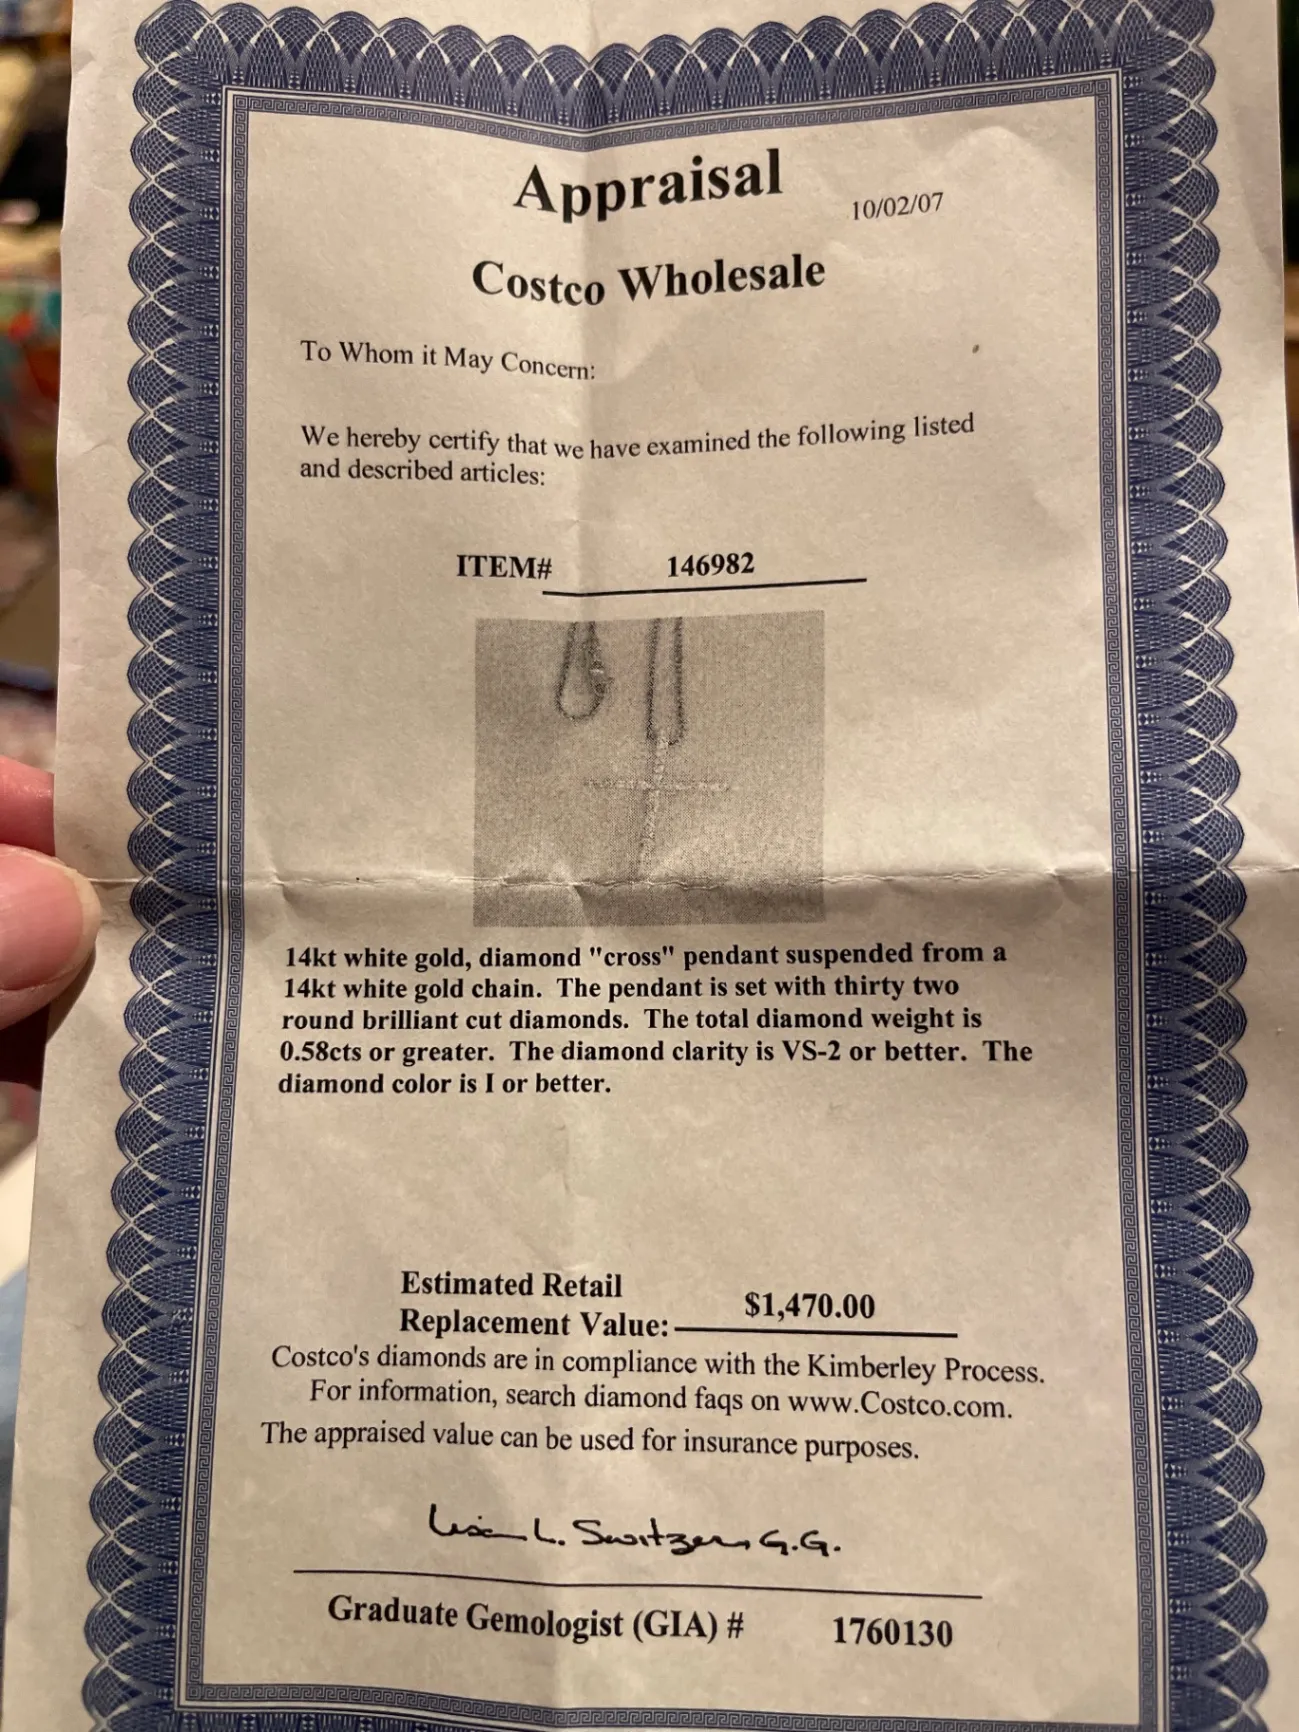 Appraisal
10/02/07
Costco Wholesale
To Whom it May Concern:
We hereby certify that we have examined the following listed
and described articles:
ITEM# 146982
14kt white gold, diamond "cross" pendant suspended from a
14kt white gold chain. The pendant is set with thirty two
round brilliant cut diamonds. The total diamond weight is
0.58cts or greater. The diamond clarity is VS-2 or better. The
diamond color is I or better.
Estimated Retail
Replacement Value: $1,470.00
Costco's diamonds are in compliance with the Kimberley Process.
For information, search diamond faqs on www.Costco.com.
The appraised value can be used for insurance purposes.
L. Switzer, G.G.
Graduate Gemologist (GIA) # 1760130